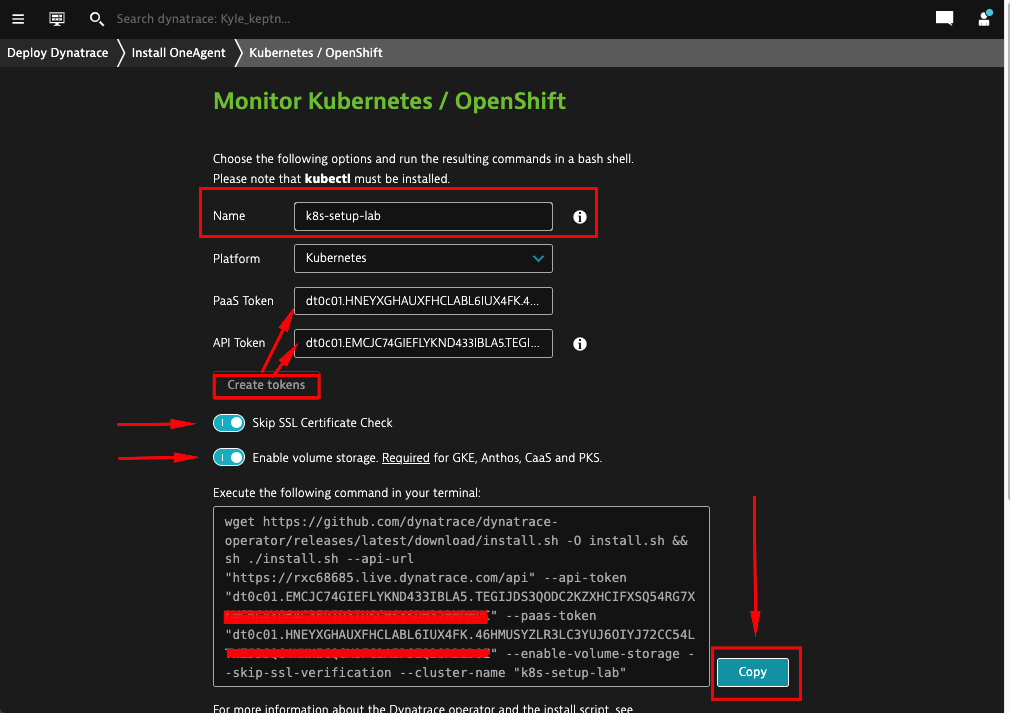 Search dynatrace: Kyle_keptn...
Deploy Dynatrace Install OneAgent Kubernetes / OpenShift
Monitor Kubernetes / OpenShift
Choose the following options and run the resulting commands in a bash shell.
Please note that kubectl must be installed.
Name k8s-setup-lab
Platform Kubernetes
PaaS Token dt0c01.HNEYXGHAUXFHCLABL6IUX4FK.4...
API Token dt0c01.EMCJC74GIEFLYKND433IBLA5.TEGI...
Create tokens
Skip SSL Certificate Check
Enable volume storage. Required for GKE, Anthos, CaaS and PKS.
Execute the following command in your terminal:
wget https://github.com/dynatrace/dynatrace-
operator/releases/latest/download/install.sh -O install.sh &&
sh ./install.sh --api-url
"https://rxc68685.live.dynatrace.com/api" --api-token
"dt0c01.EMCJC74GIEFLYKND433IBLA5.TEGIJDS3QODC2KZXHCIFXSQ54RG7X
" --paas-token
"dt0c01.HNEYXGHAUXFHCLABL6IUX4FK.46HMUSYZLR3LC3YUJ6OIYJ72CC54L
" --enable-volume-storage -
-skip-ssl-verification --cluster-name "k8s-setup-lab"
Copy
For more information about the Dynatrace operator and the install script, see